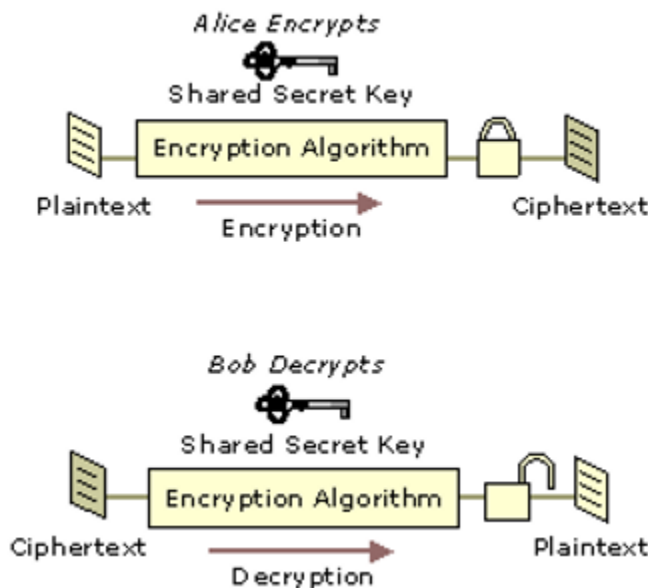 Alice Encrypts
Shared Secret Key
Encryption Algorithm
Plaintext
Ciphertext
Encryption
Bob Decrypts
Shared Secret Key
Encryption Algorithm
Ciphertext
Plaintext
Decryption